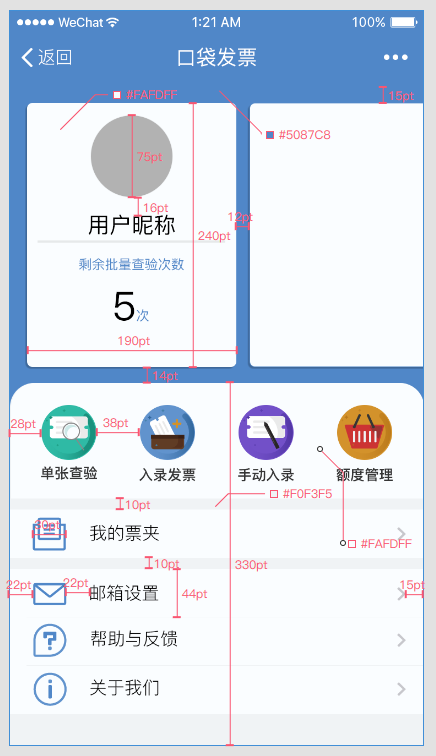 WeChat 1:21 AM 100%
返回 口袋发票
#FAFDFF 15pt
#5087C8
75pt
16pt
12pt
用户昵称
240pt
剩余批量查验次数
5次
190pt
14pt
28pt 38pt
单张查验 入录发票 手动入录 额度管理
#F0F3F5
10pt
30pt
我的票夹
#FAFDFF
10pt 330pt
22pt 22pt 15pt
邮箱设置 44pt
帮助与反馈
关于我们